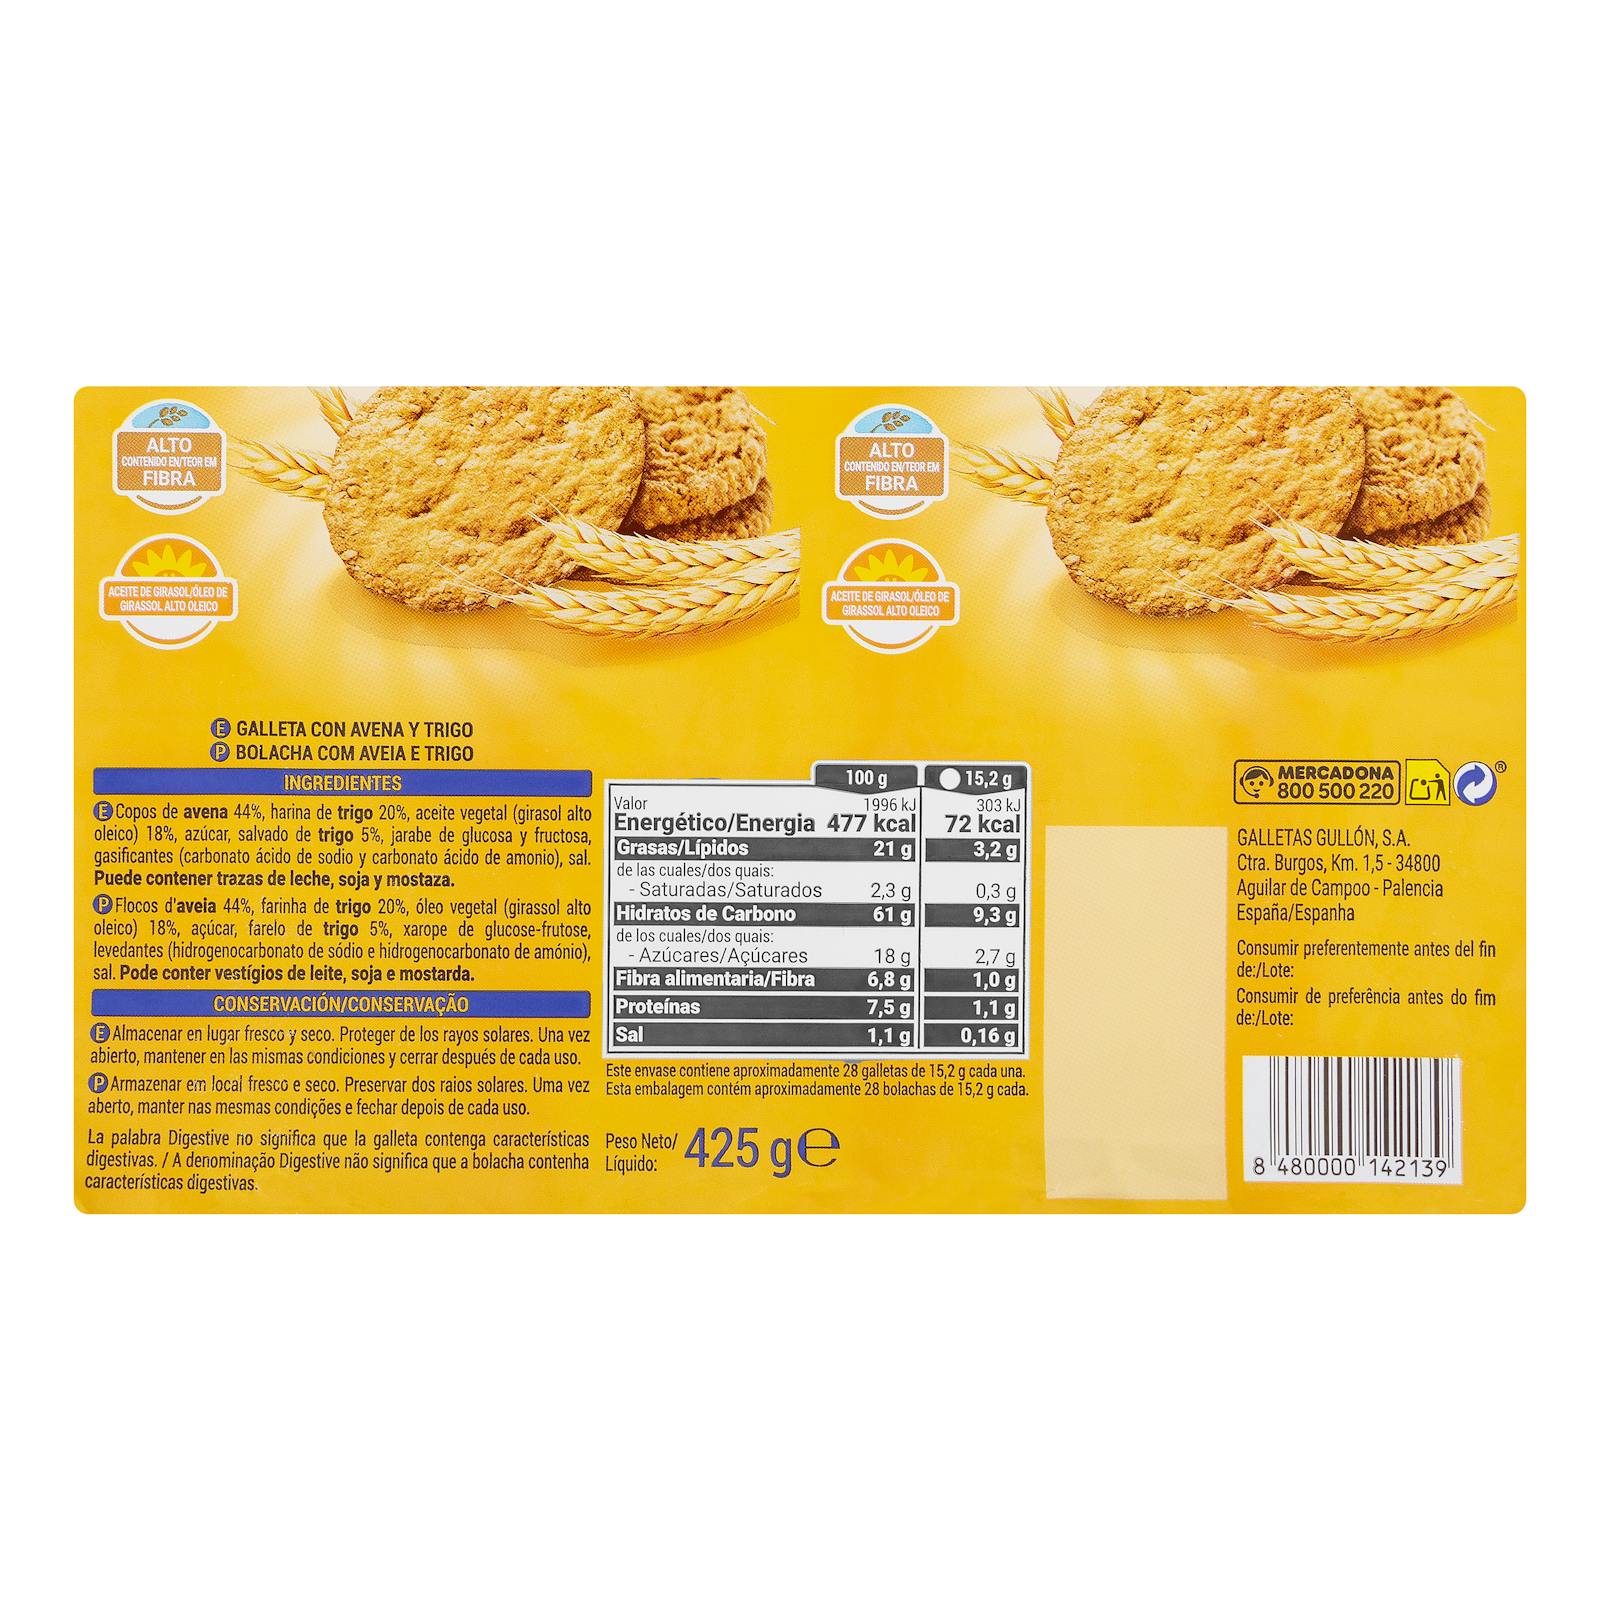 ALTO
CONTENIDO EN/TEOR EM
FIBRA
ACEITE DE GIRASOL/ÓLEO DE
GIRASSOL ALTO OLEICO
ALTO
CONTENIDO EN/TEOR EM
FIBRA
ACEITE DE GIRASOL/ÓLEO DE
GIRASSOL ALTO OLEICO
E GALLETA CON AVENA Y TRIGO
P BOLACHA COM AVEIA E TRIGO
INGREDIENTES
E Copos de avena 44%, harina de trigo 20%, aceite vegetal (girasol alto
oleico) 18%, azúcar, salvado de trigo 5%, jarabe de glucosa y fructosa,
gasificantes (carbonato ácido de sodio y carbonato ácido de amonio), sal.
Puede contener trazas de leche, soja y mostaza.
P Flocos d'aveia 44%, farinha de trigo 20%, óleo vegetal (girassol alto
oleico) 18%, açúcar, farelo de trigo 5%, xarope de glucose-frutose,
levedantes (hidrogenocarbonato de sódio e hidrogenocarbonato de amónio),
sal. Pode conter vestígios de leite, soja e mostarda.
CONSERVACIÓN/CONSERVAÇÃO
E Almacenar en lugar fresco y seco. Proteger de los rayos solares. Una vez
abierto, mantener en las mismas condiciones y cerrar después de cada uso.
P Armazenar em local fresco e seco. Preservar dos raios solares. Uma vez
aberto, manter nas mesmas condições e fechar depois de cada uso.
La palabra Digestive no significa que la galleta contenga características
digestivas. / A denominação Digestive não significa que a bolacha contenha
características digestivas.
100 g 15,2 g
Valor 1996 kJ 303 kJ
Energético/Energia 477 kcal 72 kcal
Grasas/Lípidos 21 g 3,2 g
de las cuales/dos quais:
- Saturadas/Saturados 2,3 g 0,3 g
Hidratos de Carbono 61 g 9,3 g
de los cuales/dos quais:
- Azúcares/Açúcares 18 g 2,7 g
Fibra alimentaria/Fibra 6,8 g 1,0 g
Proteínas 7,5 g 1,1 g
Sal 1,1 g 0,16 g
Este envase contiene aproximadamente 28 galletas de 15,2 g cada una.
Esta embalagem contém aproximadamente 28 bolachas de 15,2 g cada.
Peso Neto/
Líquido: 425 g e
MERCADONA
800 500 220
®
GALLETAS GULLÓN, S.A.
Ctra. Burgos, Km. 1,5 - 34800
Aguilar de Campoo - Palencia
España/Espanha
Consumir preferentemente antes del fin
de:/Lote:
Consumir de preferência antes do fim
de:/Lote:
8 480000 142139